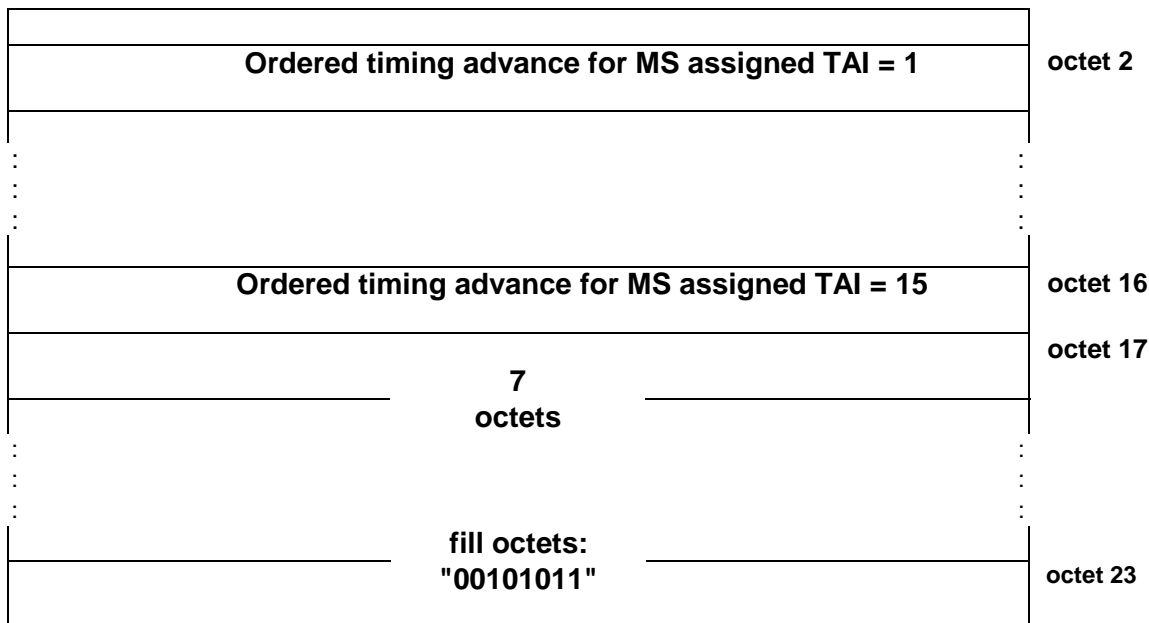 Ordered timing advance for MS assigned TAI = 1 octet 2
:
:
:
:
:
:
Ordered timing advance for MS assigned TAI = 15 octet 16
octet 17
7
octets
:
:
:
:
:
:
fill octets:
"00101011" octet 23